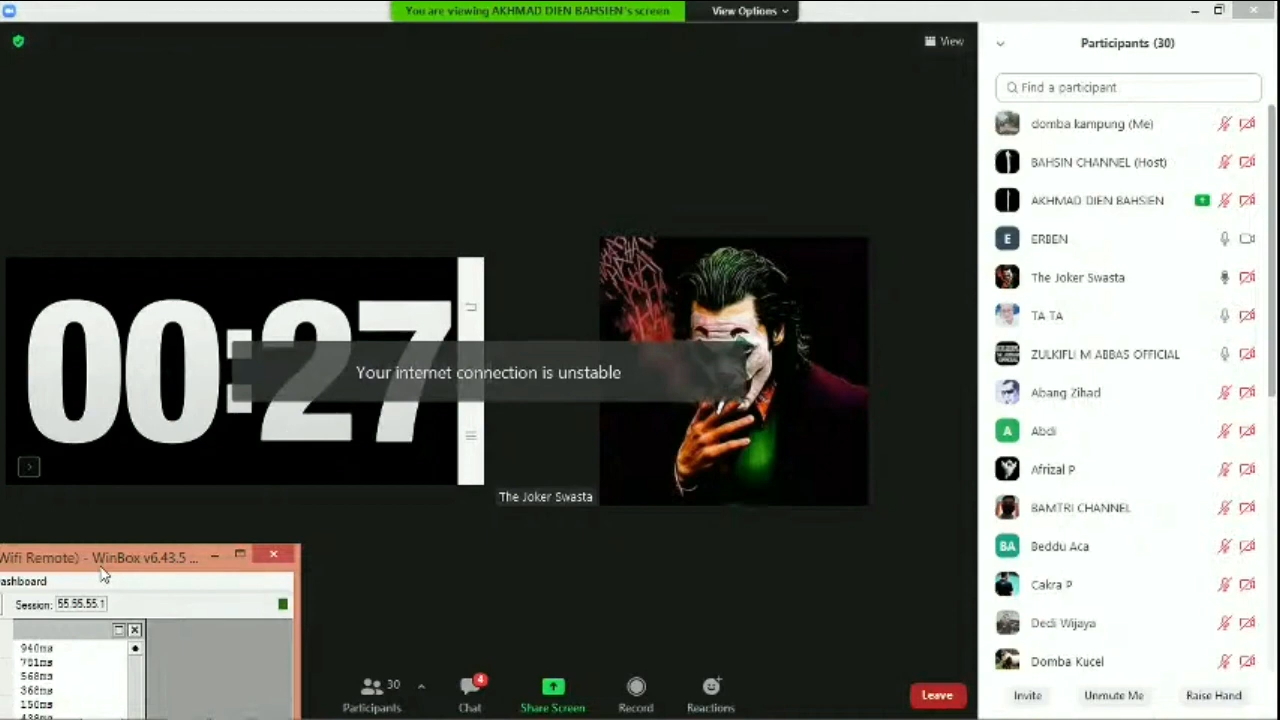 You are viewing AKHMAD DIEN BAHSIEN's screen
View Options
View
Participants (30)
Find a participant
domba kampung (Me)
BAHSIN CHANNEL (Host)
AKHMAD DIEN BAHSIEN
E ERBEN
The Joker Swasta
TA TA
ZULKIFLI M ABBAS OFFICIAL
Abang Zihad
A Abdi
Afrizal P
BAMTRI CHANNEL
BA Beddu Aca
Cakra P
Dedi Wijaya
Domba Kucel
Invite
Unmute Me
Raise Hand
00:27
Your internet connection is unstable
The Joker Swasta
Wifi Remote) - WinBox v6.43.5 ...
ashboard
Session: 55.55.55.1
940ms
701ms
568ms
368ms
150ms
30
4
Participants
Chat
Share Screen
Record
Reactions
Leave